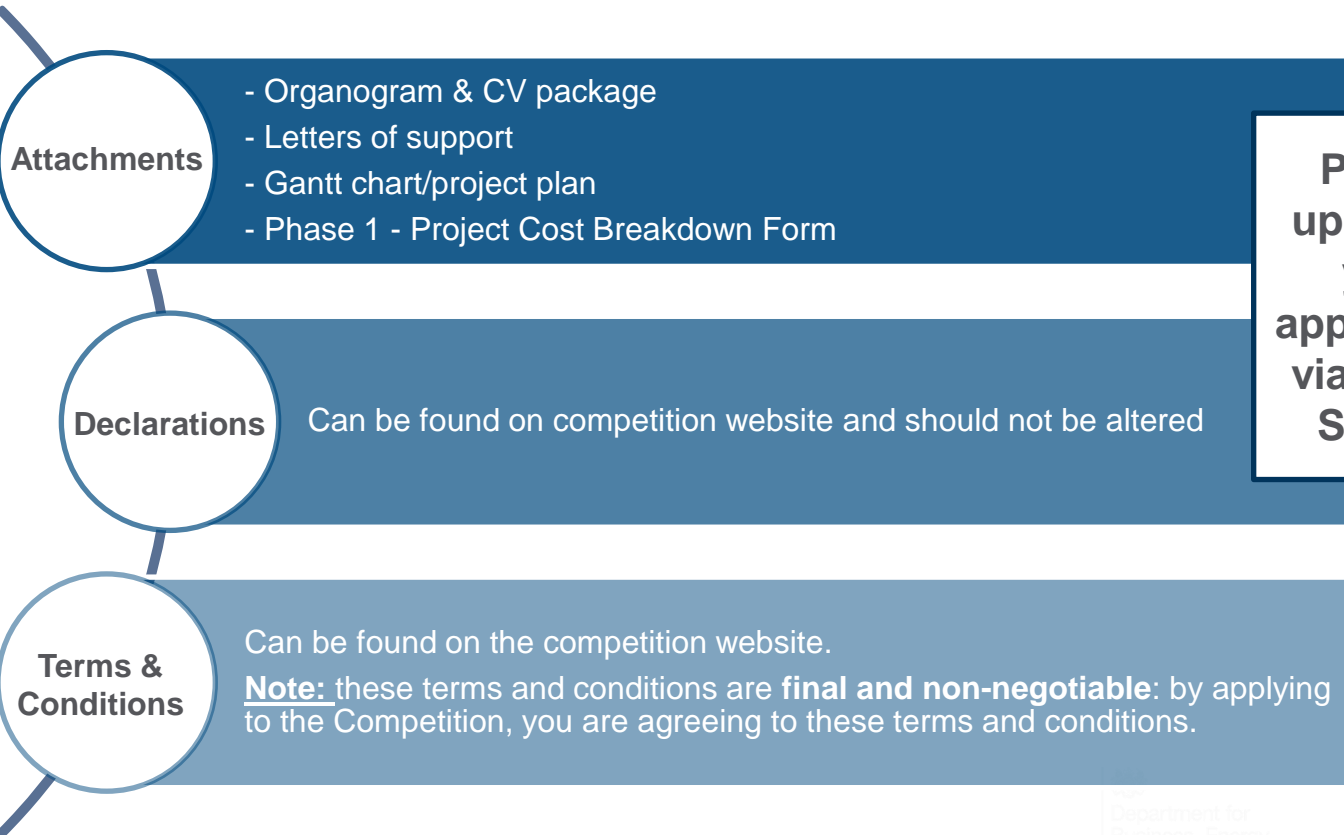 Attachments
- Organogram & CV package
- Letters of support
- Gantt chart/project plan
- Phase 1 - Project Cost Breakdown Form
Declarations
Can be found on competition website and should not be altered
Terms &
Conditions
Can be found on the competition website.
Note: these terms and conditions are final and non-negotiable: by applying
to the Competition, you are agreeing to these terms and conditions.
via
Department for